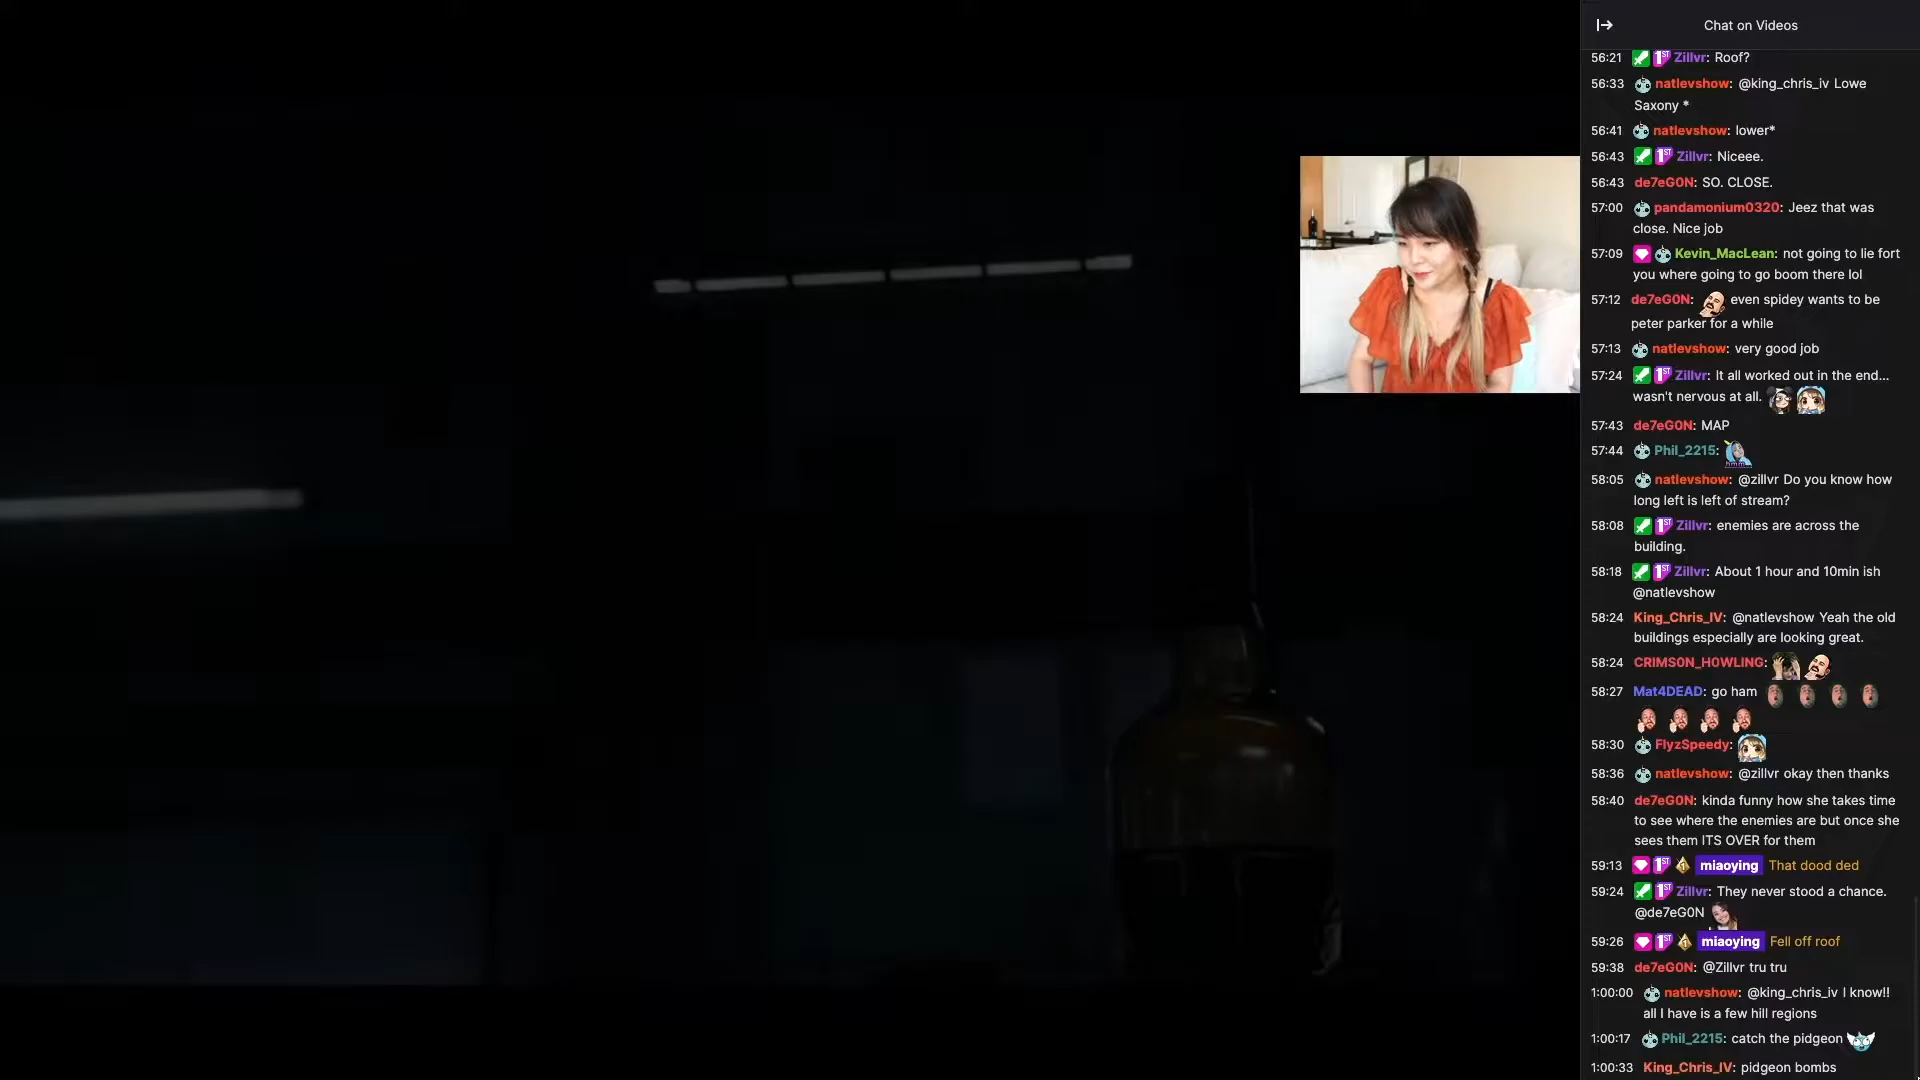 Chat on Videos
56:21 Zillvr: Roof?
56:33 natlevshow: @king_chris_iv Lowe
Saxony *
56:41 natlevshow: lower*
56:43 Zillvr: Niceee.
56:43 de7eG0N: SO. CLOSE.
57:00 pandamonium0320: Jeez that was
close. Nice job
57:09 Kevin_MacLean: not going to lie fort
you where going to go boom there lol
57:12 de7eG0N: even spidey wants to be
peter parker for a while
57:13 natlevshow: very good job
57:24 Zillvr: It all worked out in the end...
wasn't nervous at all.
57:43 de7eG0N: MAP
57:44 Phil_2215:
58:05 natlevshow: @zillvr Do you know how
long left is left of stream?
58:08 Zillvr: enemies are across the
building.
58:18 Zillvr: About 1 hour and 10min ish
@natlevshow
58:24 King_Chris_IV: @natlevshow Yeah the old
buildings especially are looking great.
58:24 CRIMS0N_H0WLING:
58:27 Mat4DEAD: go ham
58:30 FlyzSpeedy:
58:36 natlevshow: @zillvr okay then thanks
58:40 de7eG0N: kinda funny how she takes time
to see where the enemies are but once she
sees them ITS OVER for them
59:13 miaoying That dood ded
59:24 Zillvr: They never stood a chance.
@de7eG0N
59:26 miaoying Fell off roof
59:38 de7eG0N: @Zillvr tru tru
1:00:00 natlevshow: @king_chris_iv I know!!
all I have is a few hill regions
1:00:17 Phil_2215: catch the pidgeon
1:00:33 King_Chris_IV: pidgeon bombs